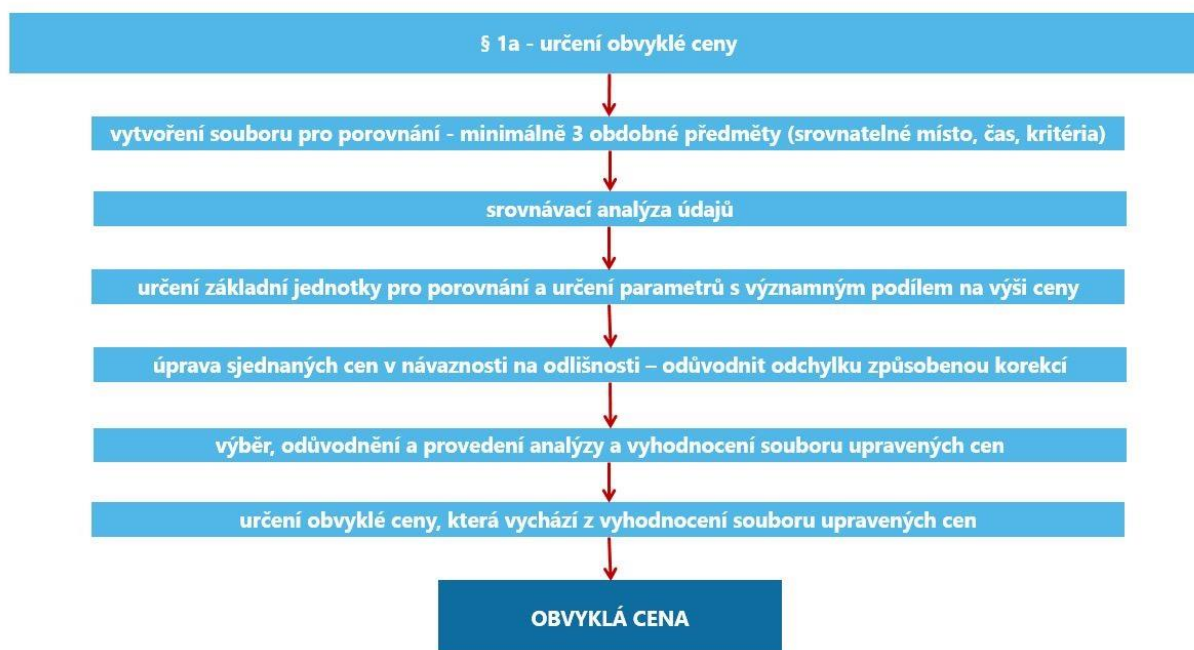 § 1a - určení obvyklé ceny
vytvoření souboru pro porovnání - minimálně 3 obdobné předměty (srovnatelné místo, čas, kritéria)
srovnávací analýza údajů
určení základní jednotky pro porovnání a určení parametrů s významným podílem na výši ceny
úprava sjednaných cen v návaznosti na odlišnosti – odůvodnit odchylku způsobenou korekcí
výběr, odůvodnění a provedení analýzy a vyhodnocení souboru upravených cen
určení obvyklé ceny, která vychází z vyhodnocení souboru upravených cen
OBVYKLÁ CENA